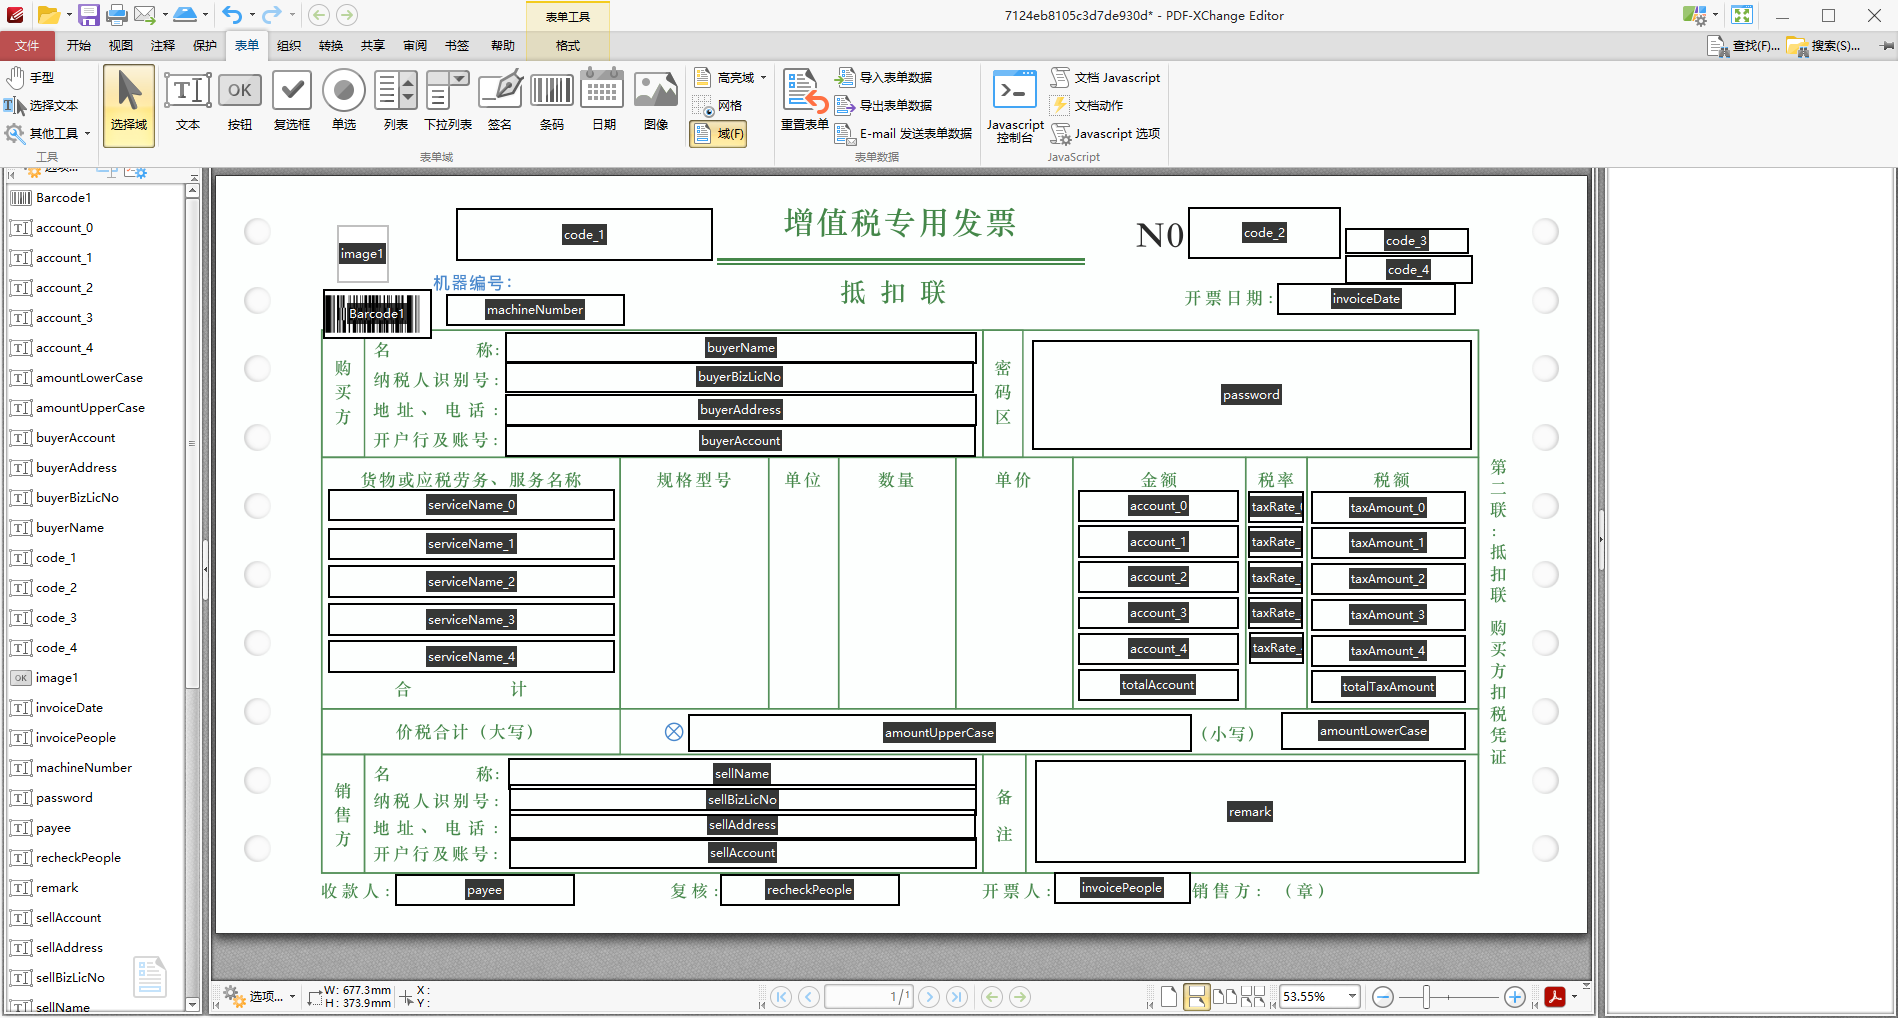 7124eb8105c3d7de930d* - PDF-XChange Editor
表单工具
文件 开始 视图 注释 保护 表单 组织 转换 共享 审阅 书签 帮助 格式
查找(F)... 搜索(S)...
手型
选择文本
其他工具
工具
选择域
文本 按钮 复选框 单选 列表 下拉列表 签名 条码 日期 图像
OK
表单域
高亮域
网格
域(F)
重置表单
导入表单数据
导出表单数据
E-mail 发送表单数据
表单数据
Javascript
控制台
文档 Javascript
文档动作
Javascript 选项
JavaScript
选项...
Barcode1
account_0
account_1
account_2
account_3
account_4
amountLowerCase
amountUpperCase
buyerAccount
buyerAddress
buyerBizLicNo
buyerName
code_1
code_2
code_3
code_4
OK image1
invoiceDate
invoicePeople
machineNumber
password
payee
recheckPeople
remark
sellAccount
sellAddress
sellBizLicNo
sellName
image1
code_1
增值税专用发票
N0 code_2
code_3
code_4
机器编号：
Barcode1
machineNumber
抵 扣 联
开票日期： invoiceDate
购买方
名 称： buyerName
纳税人识别号： buyerBizLicNo
地址、电话： buyerAddress
开户行及账号： buyerAccount
密码区
password
货物或应税劳务、服务名称 规格型号 单位 数量 单价 金额 税率 税额
serviceName_0 account_0 taxRate_ taxAmount_0
serviceName_1 account_1 taxRate_ taxAmount_1
serviceName_2 account_2 taxRate_ taxAmount_2
serviceName_3 account_3 taxRate_ taxAmount_3
serviceName_4 account_4 taxRate_ taxAmount_4
合 计 totalAccount totalTaxAmount
价税合计（大写） amountUpperCase （小写） amountLowerCase
销售方
名 称： sellName
纳税人识别号： sellBizLicNo
地址、电话： sellAddress
开户行及账号： sellAccount
备注
remark
收款人： payee 复核： recheckPeople 开票人： invoicePeople 销售方：（章）
第二联：抵扣联 购买方扣税凭证
选项...
W: 677.3mm
H: 373.9mm
X:
Y:
1/1
53.55%